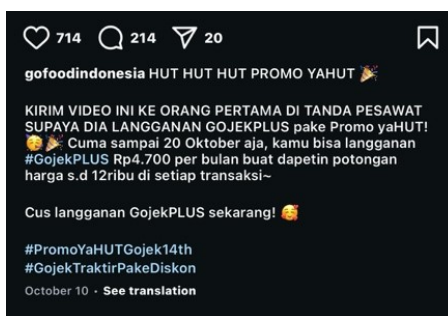 714 214 20
gofoodindonesia HUT HUT HUT PROMO YAHUT 🎉
KIRIM VIDEO INI KE ORANG PERTAMA DI TANDA PESAWAT
SUPAYA DIA LANGGANAN GOJEKPLUS pake Promo yaHUT!
🥳🎉 Cuma sampai 20 Oktober aja, kamu bisa langganan
#GojekPLUS Rp4.700 per bulan buat dapetin potongan
harga s.d 12ribu di setiap transaksi~
Cus langganan GojekPLUS sekarang! 🥰
#PromoYaHUTGojek14th
#GojekTraktirPakeDiskon
October 10 · See translation